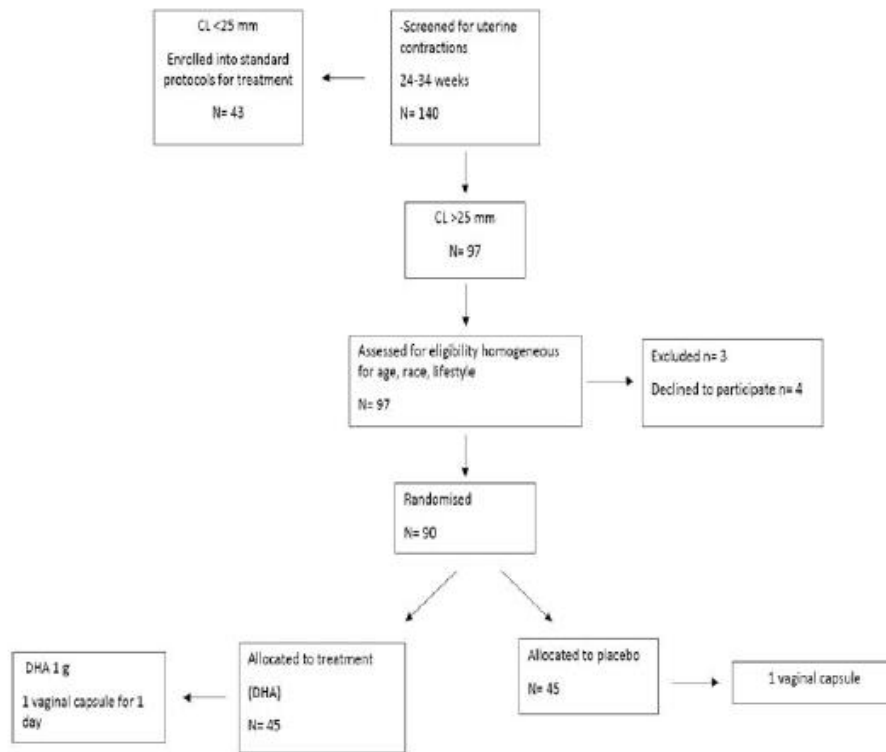 CL <25 mm
Enrolled into standard
protocols for treatment
N= 43
-Screened for uterine
contractions
24-34 weeks
N= 140
CL >25 mm
N= 97
Assessed for eligibility homogeneous
for age, race, lifestyle
N= 97
Excluded n= 3
Declined to participate n= 4
Randomised
N= 90
DHA 1 g
1 vaginal capsule for 1
day
Allocated to treatment
(DHA)
N= 45
Allocated to placebo
N= 45
1 vaginal capsule